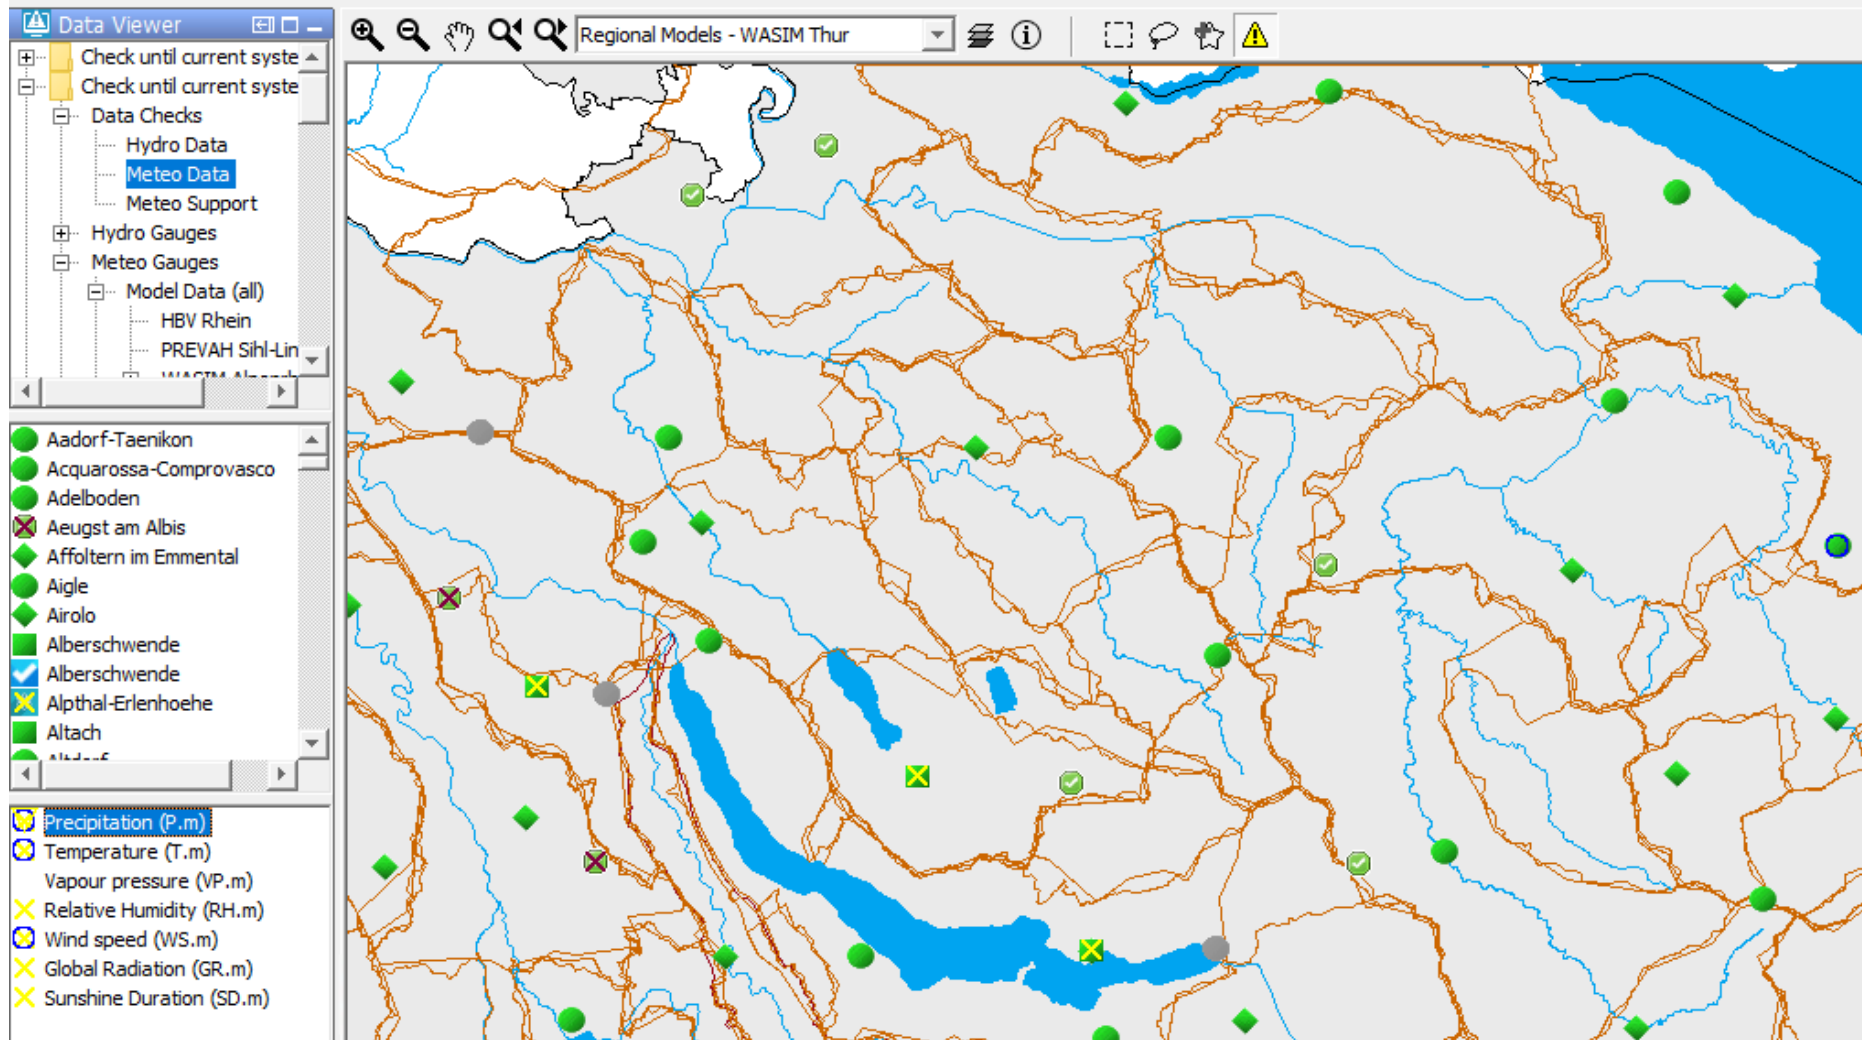 Data Viewer
Regional Models - WASIM Thur
Check until current syste
Check until current syste
Data Checks
Hydro Data
Meteo Data
Meteo Support
Hydro Gauges
Meteo Gauges
Model Data (all)
HBV Rhein
PREVAH Sihl-Lin
Aadorf-Taenikon
Acquarossa-Comprovasco
Adelboden
Aeugst am Albis
Affoltern im Emmental
Aigle
Airolo
Alberschwende
Alberschwende
Alpthal-Erlenhoehe
Altach
Precipitation (P.m)
Temperature (T.m)
Vapour pressure (VP.m)
Relative Humidity (RH.m)
Wind speed (WS.m)
Global Radiation (GR.m)
Sunshine Duration (SD.m)